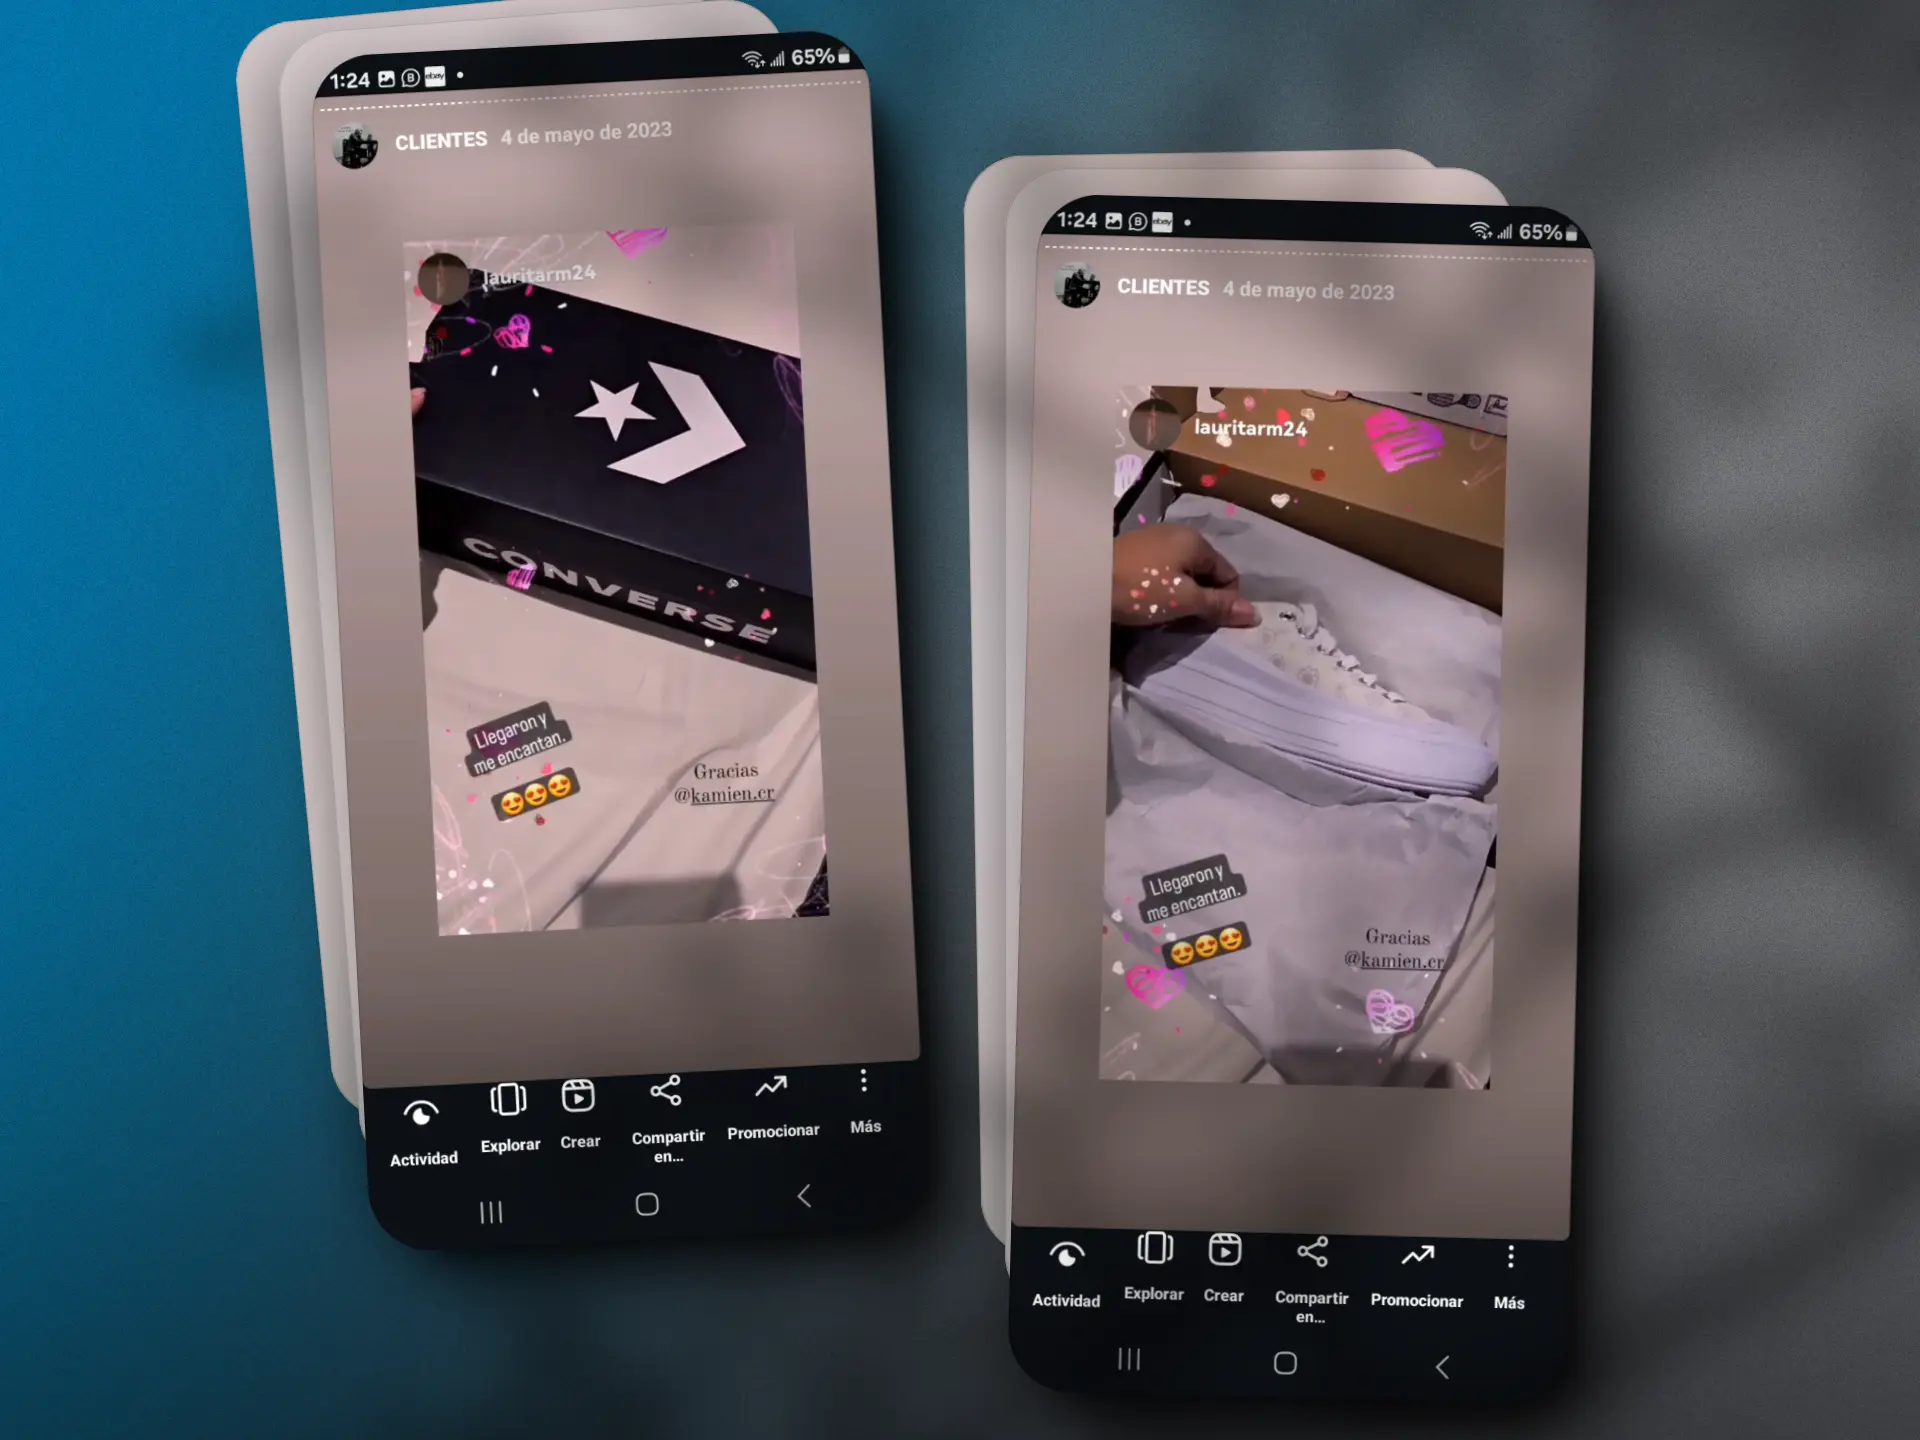 1:24 ebay 65%
CLIENTES 4 de mayo de 2023
lauritarm24
CONVERSE
Llegaron y
me encantan.
😍😍😍
Gracias
@kamien.cr
Actividad Explorar Crear Compartir en... Promocionar Más
1:24 ebay 65%
CLIENTES 4 de mayo de 2023
lauritarm24
Llegaron y
me encantan.
😍😍😍
Gracias
@kamien.cr
Actividad Explorar Crear Compartir en... Promocionar Más